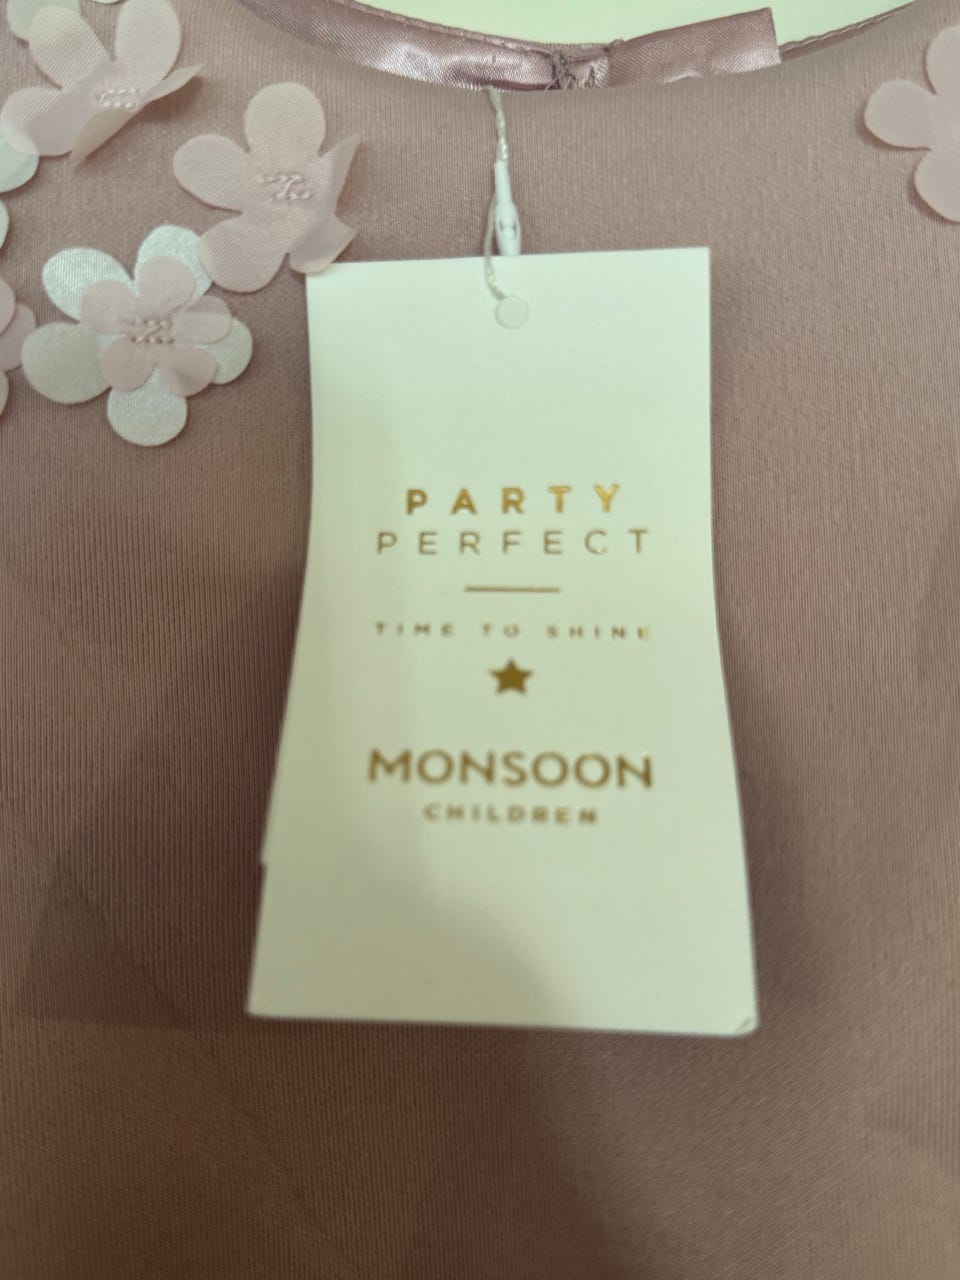 PARTY
PERFECT
TIME TO SHINE
MONSOON
CHILDREN